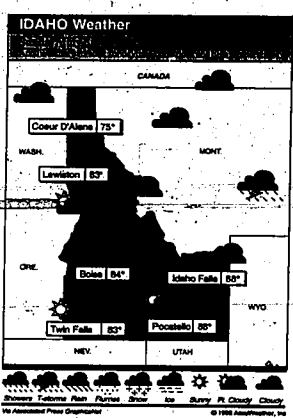 IDAHO Weather
CANADA
Coeur D'Alene 75°
WASH.
MONT.
Lewiston 83°
ORE.
Boise 84°
Idaho Falls 88°
WYO.
Twin Falls 83°
Pocatello 86°
NEV.
UTAH
Showers T-storms Rain Flurries Snow Ice Sunny Pt. Cloudy Cloudy
Via Associated Press GraphicsNet
AccuWeather, Inc.